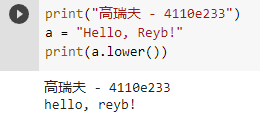 print("高瑞夫 - 4110e233")
a = "Hello, Reyb!"
print(a.lower())
高瑞夫 - 4110e233
hello, reyb!